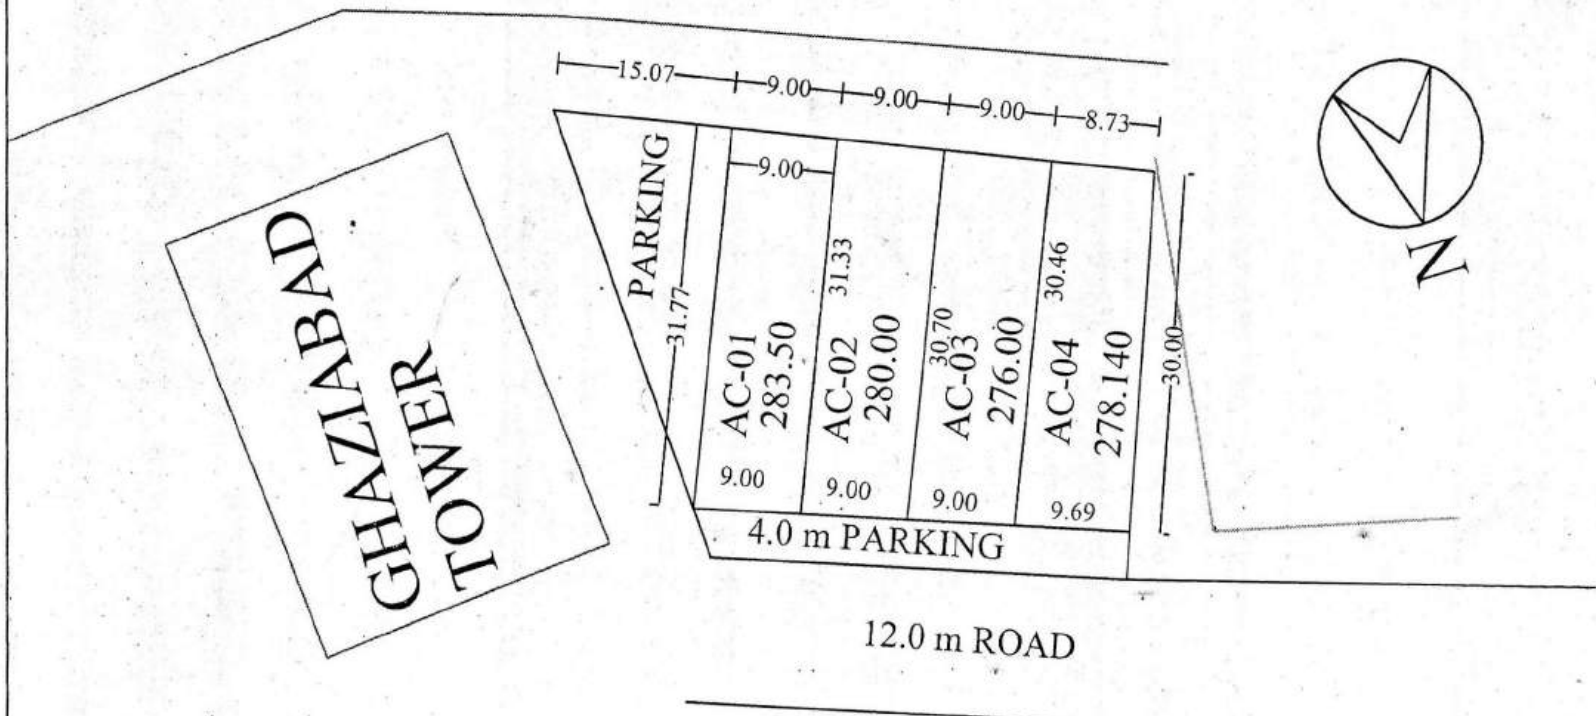 15.07
9.00
9.00
9.00
8.73
9.00
PARKING
31.77
AC-01
283.50
9.00
31.33
AC-02
280.00
9.00
30.70
AC-03
276.00
9.00
30.46
AC-04
278.140
9.69
30.00
N
GHAZIABAD
TOWER
4.0 m PARKING
12.0 m ROAD